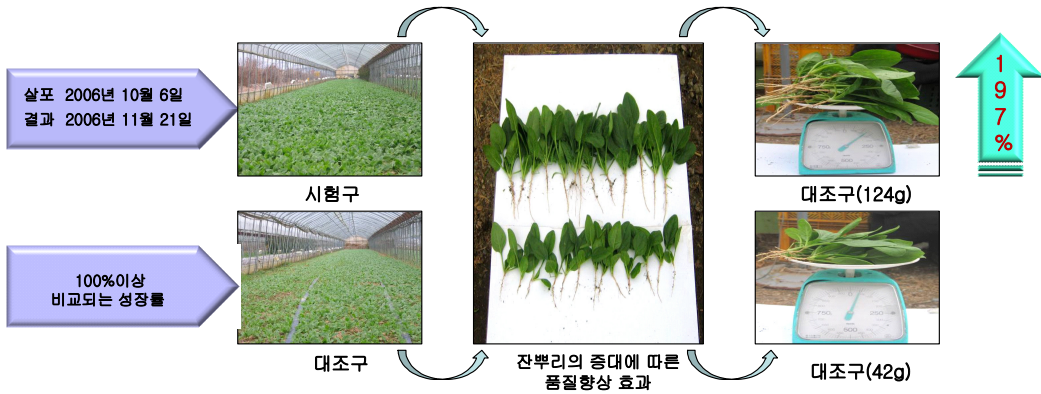 살포 2006년 10월 6일
결과 2006년 11월 21일
시험구
대조구(124g)
197%
100%이상
비교되는 성장률
대조구
잔뿌리의 증대에 따른
품질향상 효과
대조구(42g)